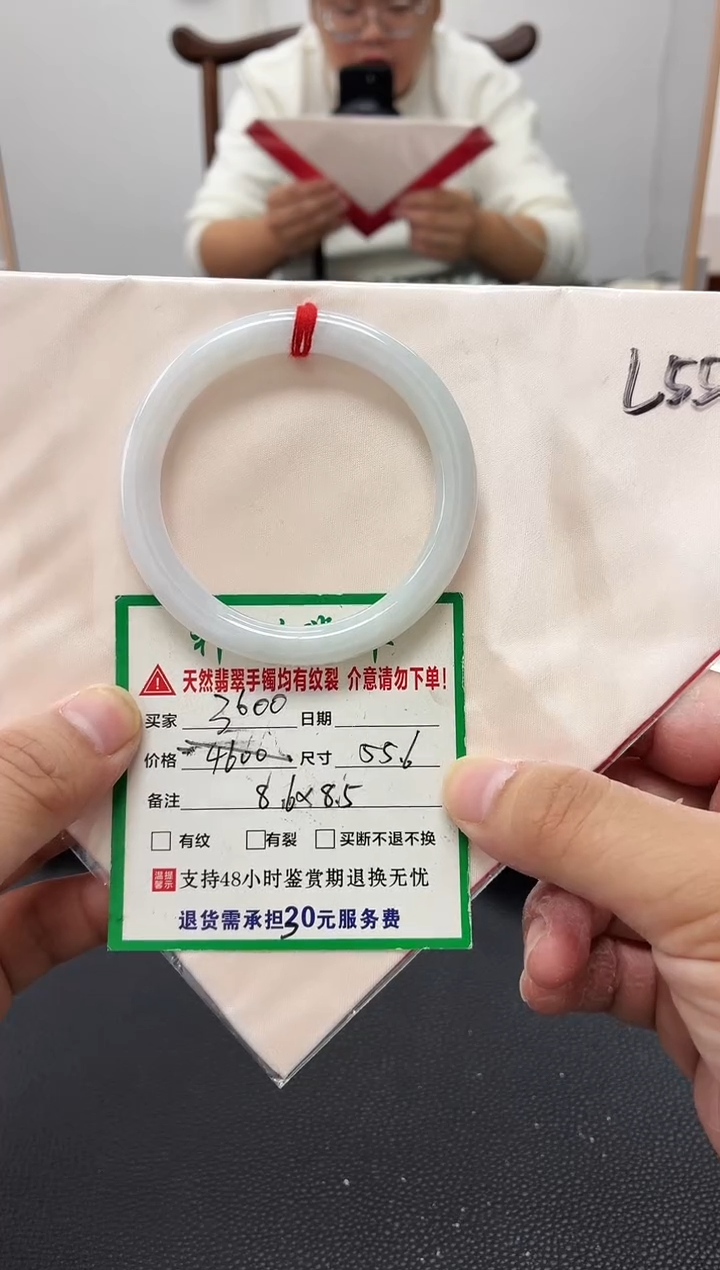 L55
天然翡翠手镯均有纹裂 介意请勿下单!
买家 3600 日期
价格 4600 尺寸 55.6
备注 8.6×8.5
有纹 有裂 买断不退不换
温馨提示 支持48小时鉴赏期退换无忧
退货需承担30元服务费